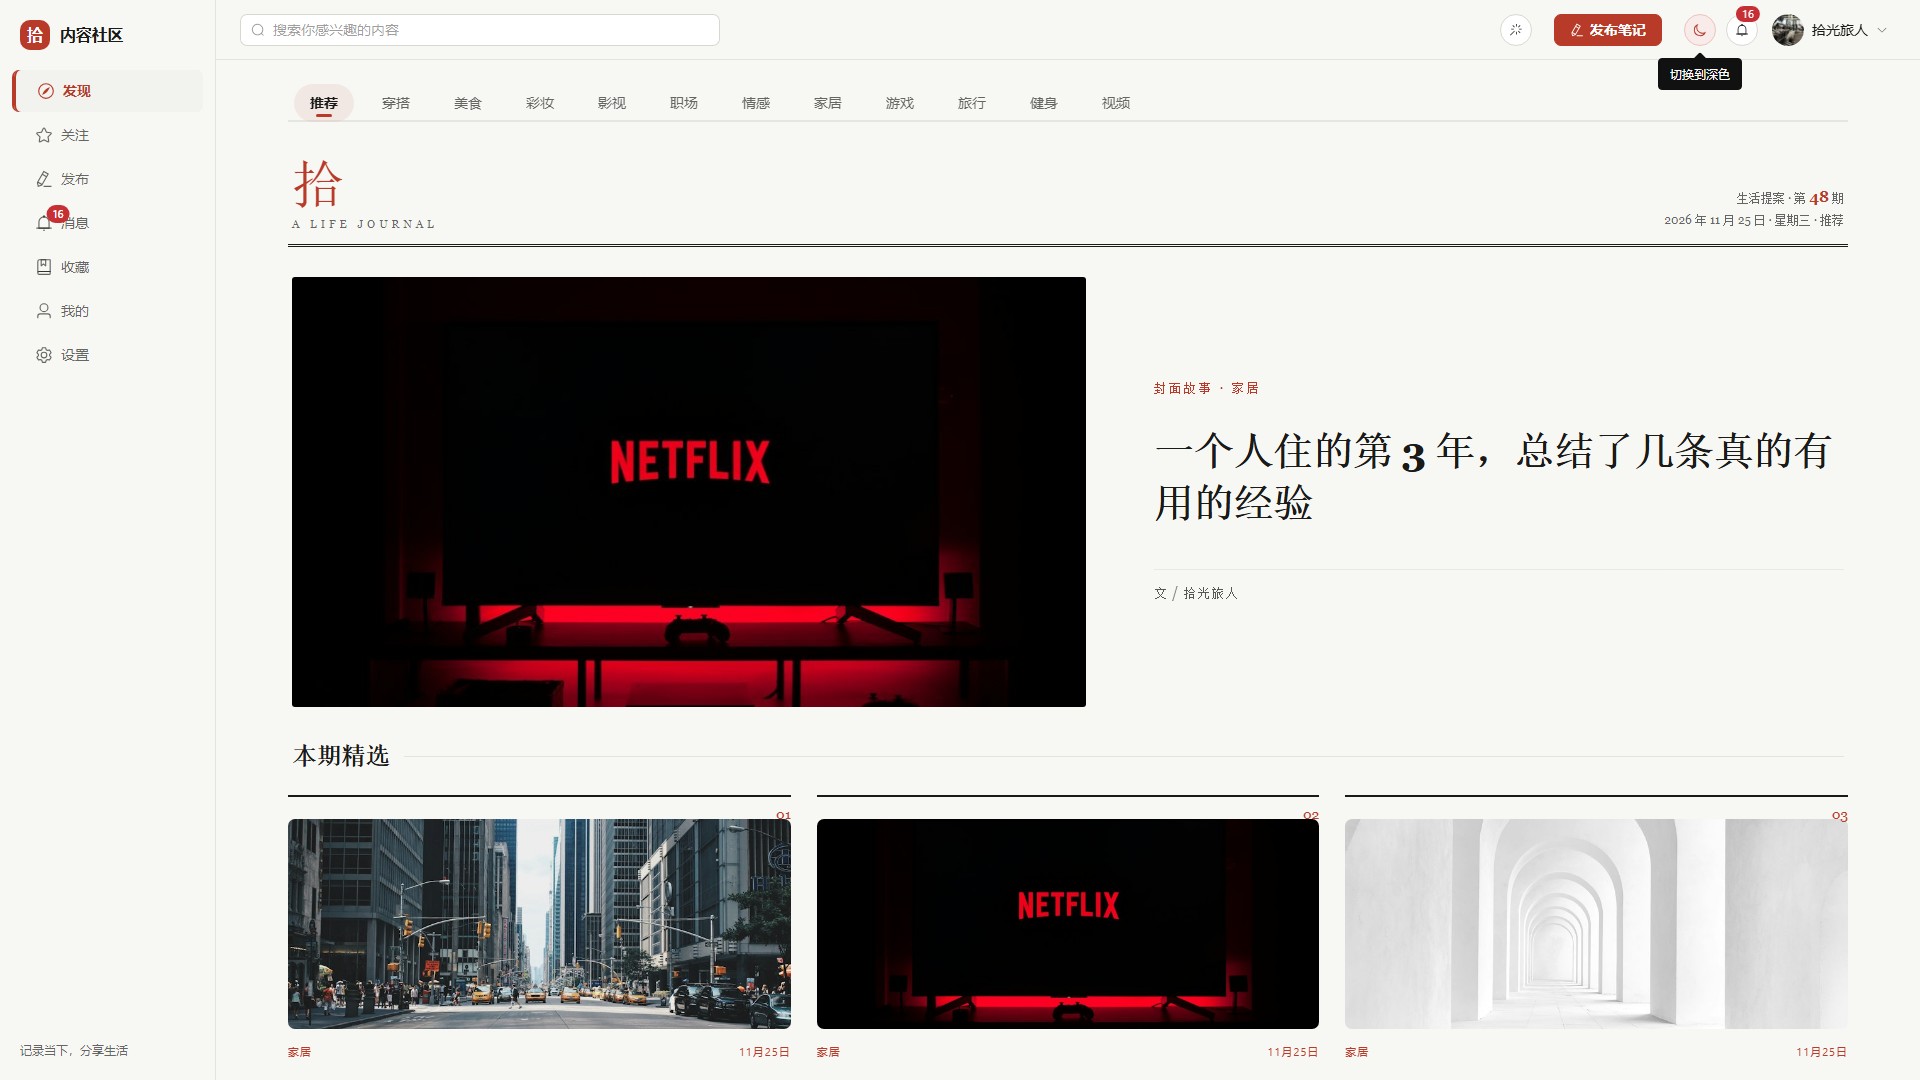 拾 内容社区
搜索你感兴趣的内容
发布笔记
16
拾光旅人
切换到深色
发现
关注
发布
16
消息
收藏
我的
设置
记录当下，分享生活
推荐 穿搭 美食 彩妆 影视 职场 情感 家居 游戏 旅行 健身 视频
拾
A LIFE JOURNAL
生活提案 · 第 48 期
2026 年 11 月 25 日 · 星期三 · 推荐
NETFLIX
封面故事 · 家居
一个人住的第 3 年，总结了几条真的有
用的经验
文 / 拾光旅人
本期精选
01
02
03
NETFLIX
家居 11月25日
家居 11月25日
家居 11月25日